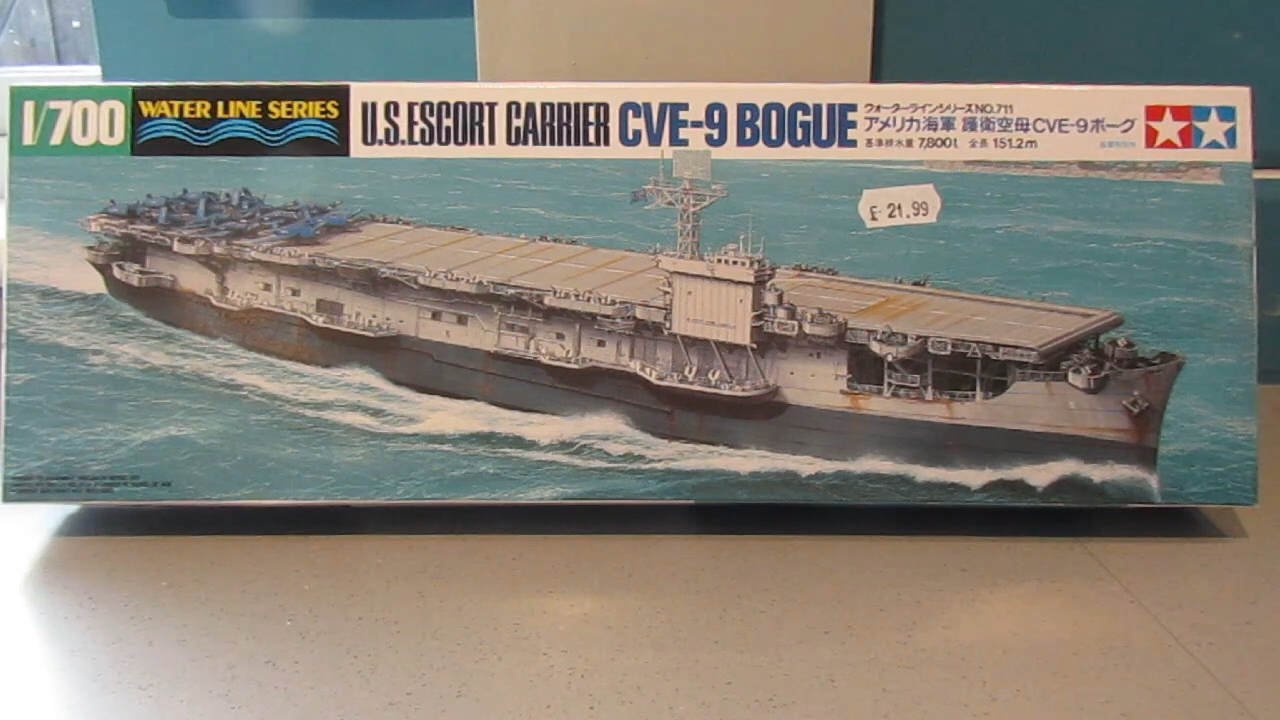 1/700
WATER LINE SERIES
U.S. ESCORT CARRIER CVE-9 BOGUE
ウォーターラインシリーズNO.711
アメリカ海軍 護衛空母CVE-9ボーグ
基準排水量 7,800t 全長 151.2m
£ 21.99